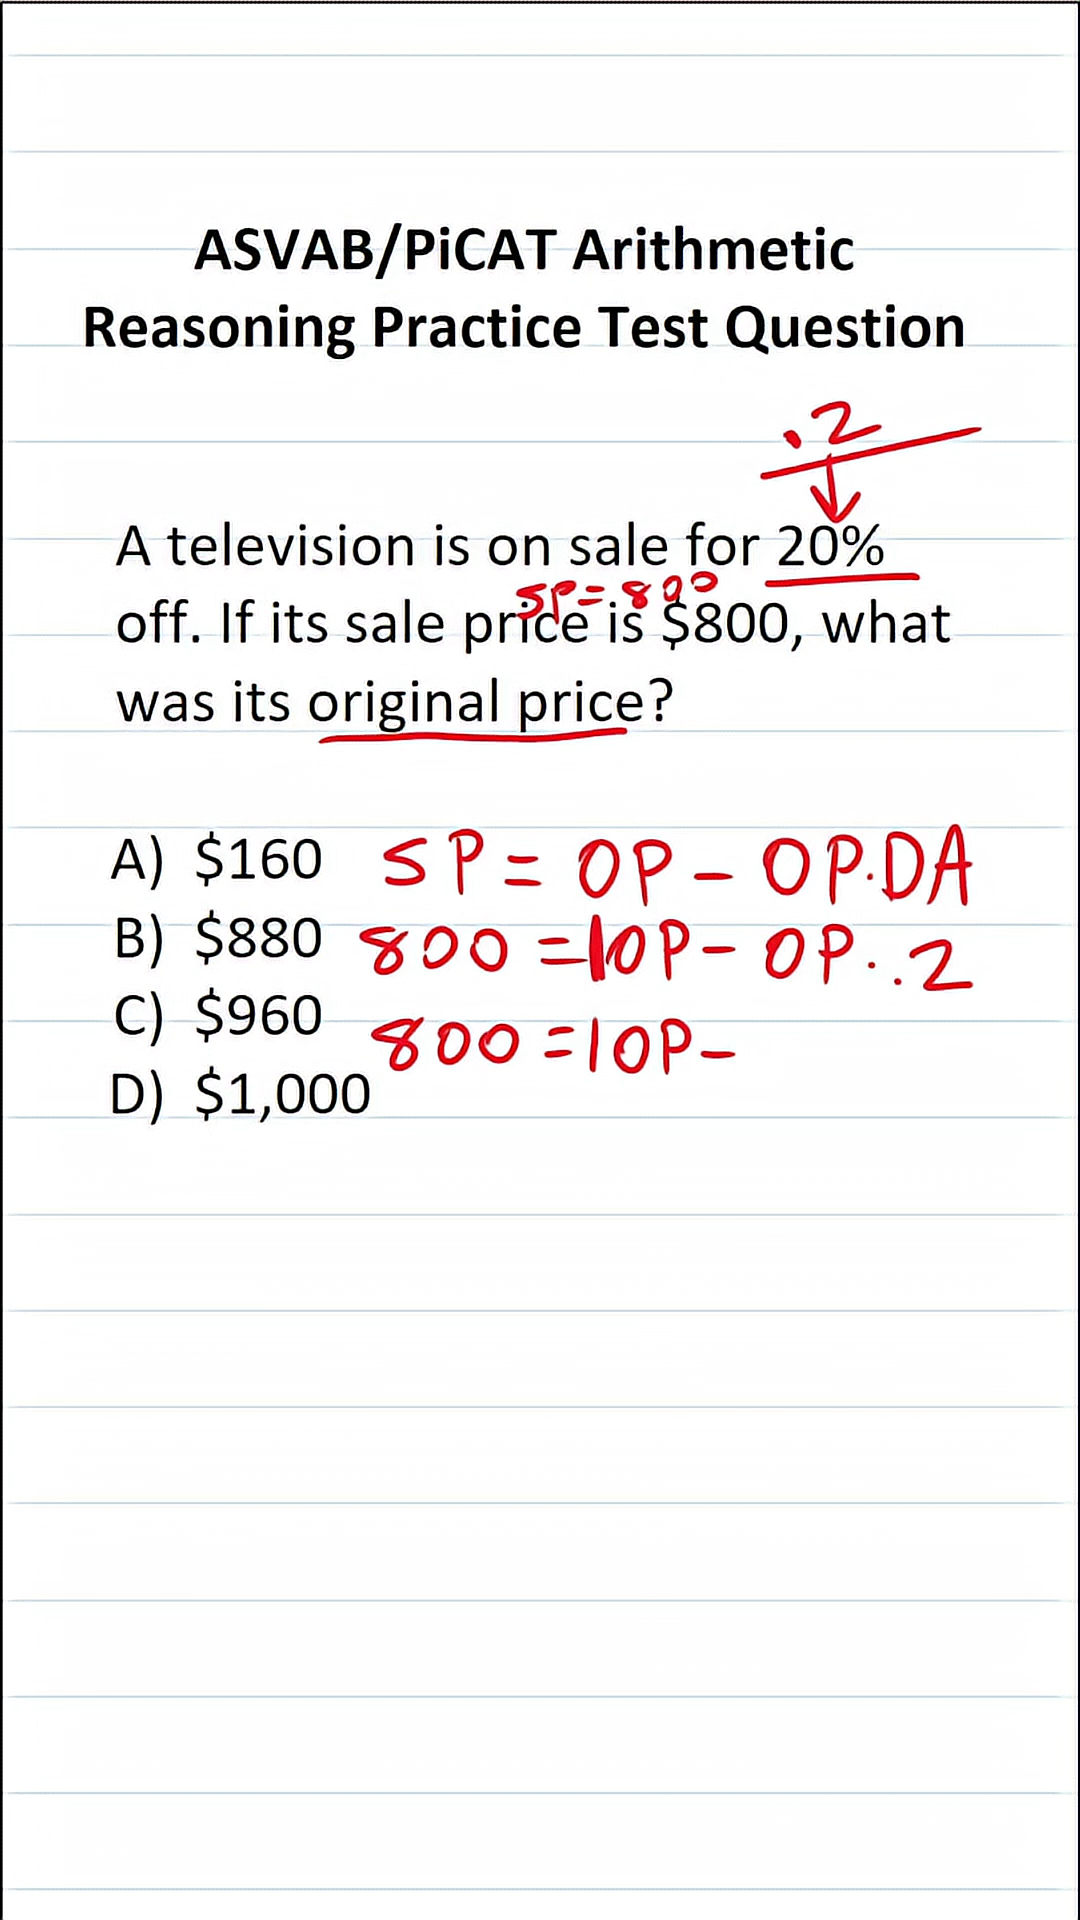 ASVAB/PiCAT Arithmetic
Reasoning Practice Test Question
.2
A television is on sale for 20%
SP=800
off. If its sale price is $800, what
was its original price?
A) $160 SP= OP- OP.DA
B) $880 800 =1OP- OP. .2
C) $960 800 =1OP-
D) $1,000